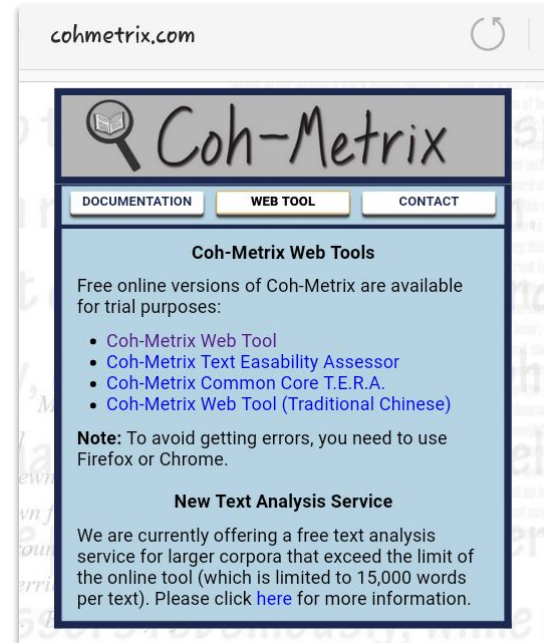 cohmetrix.com
Coh-Metrix
DOCUMENTATION WEB TOOL CONTACT
Coh-Metrix Web Tools
Free online versions of Coh-Metrix are available
for trial purposes:
• Coh-Metrix Web Tool
• Coh-Metrix Text Easability Assessor
• Coh-Metrix Common Core T.E.R.A.
• Coh-Metrix Web Tool (Traditional Chinese)
Note: To avoid getting errors, you need to use
Firefox or Chrome.
New Text Analysis Service
We are currently offering a free text analysis
service for larger corpora that exceed the limit of
the online tool (which is limited to 15,000 words
per text). Please click here for more information.